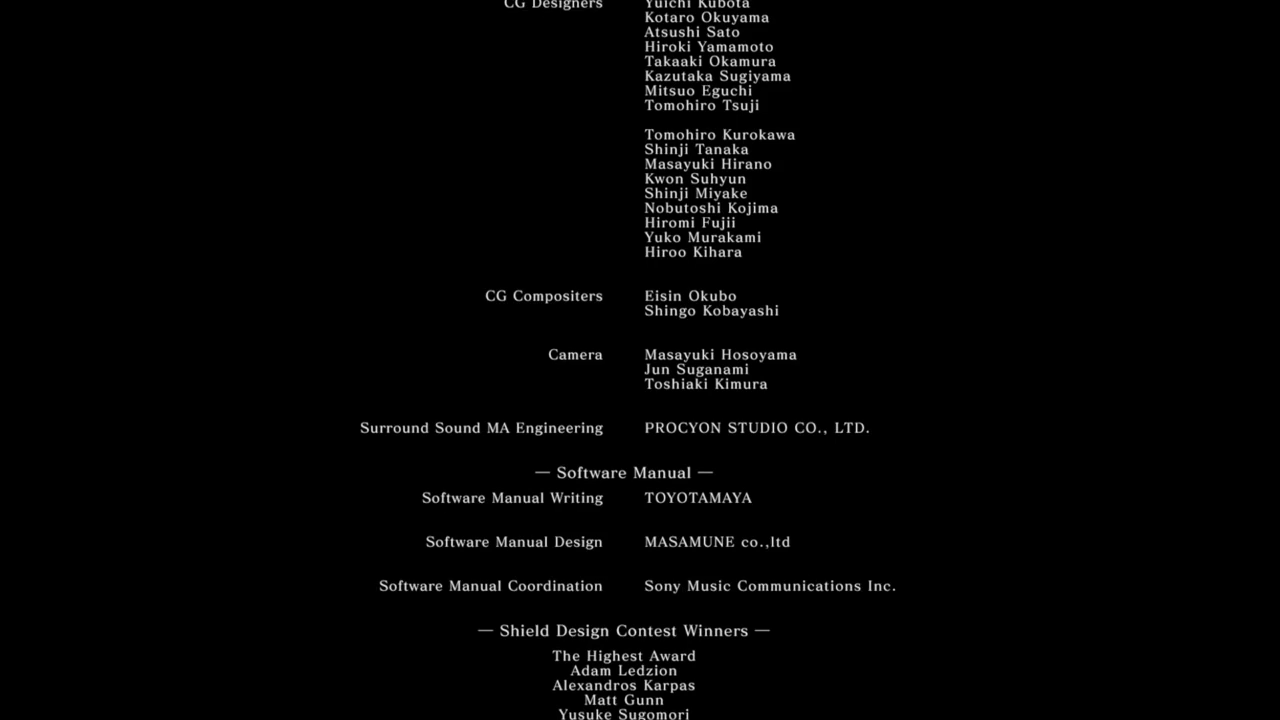 CG Designers Yuichi Kubota
Kotaro Okuyama
Atsushi Sato
Hiroki Yamamoto
Takaaki Okamura
Kazutaka Sugiyama
Mitsuo Eguchi
Tomohiro Tsuji
Tomohiro Kurokawa
Shinji Tanaka
Masayuki Hirano
Kwon Suhyun
Shinji Miyake
Nobutoshi Kojima
Hiromi Fujii
Yuko Murakami
Hiroo Kihara
CG Compositers Eisin Okubo
Shingo Kobayashi
Camera Masayuki Hosoyama
Jun Suganami
Toshiaki Kimura
Surround Sound MA Engineering PROCYON STUDIO CO., LTD.
— Software Manual —
Software Manual Writing TOYOTAMAYA
Software Manual Design MASAMUNE co.,ltd
Software Manual Coordination Sony Music Communications Inc.
— Shield Design Contest Winners —
The Highest Award
Adam Ledzion
Alexandros Karpas
Matt Gunn
Yusuke Sugomori